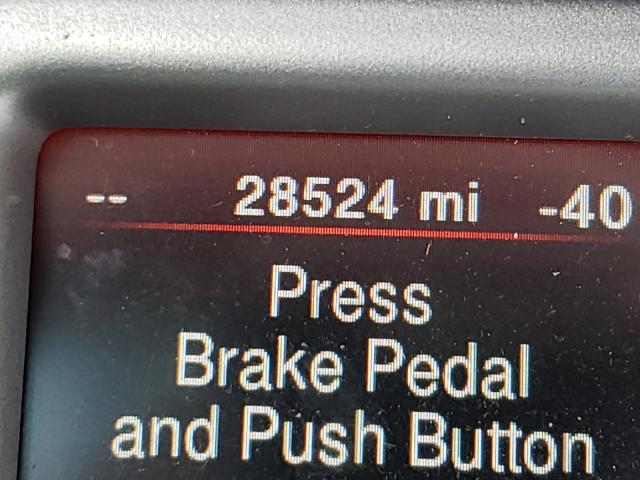 -- 28524 mi -40
Press
Brake Pedal
and Push Button